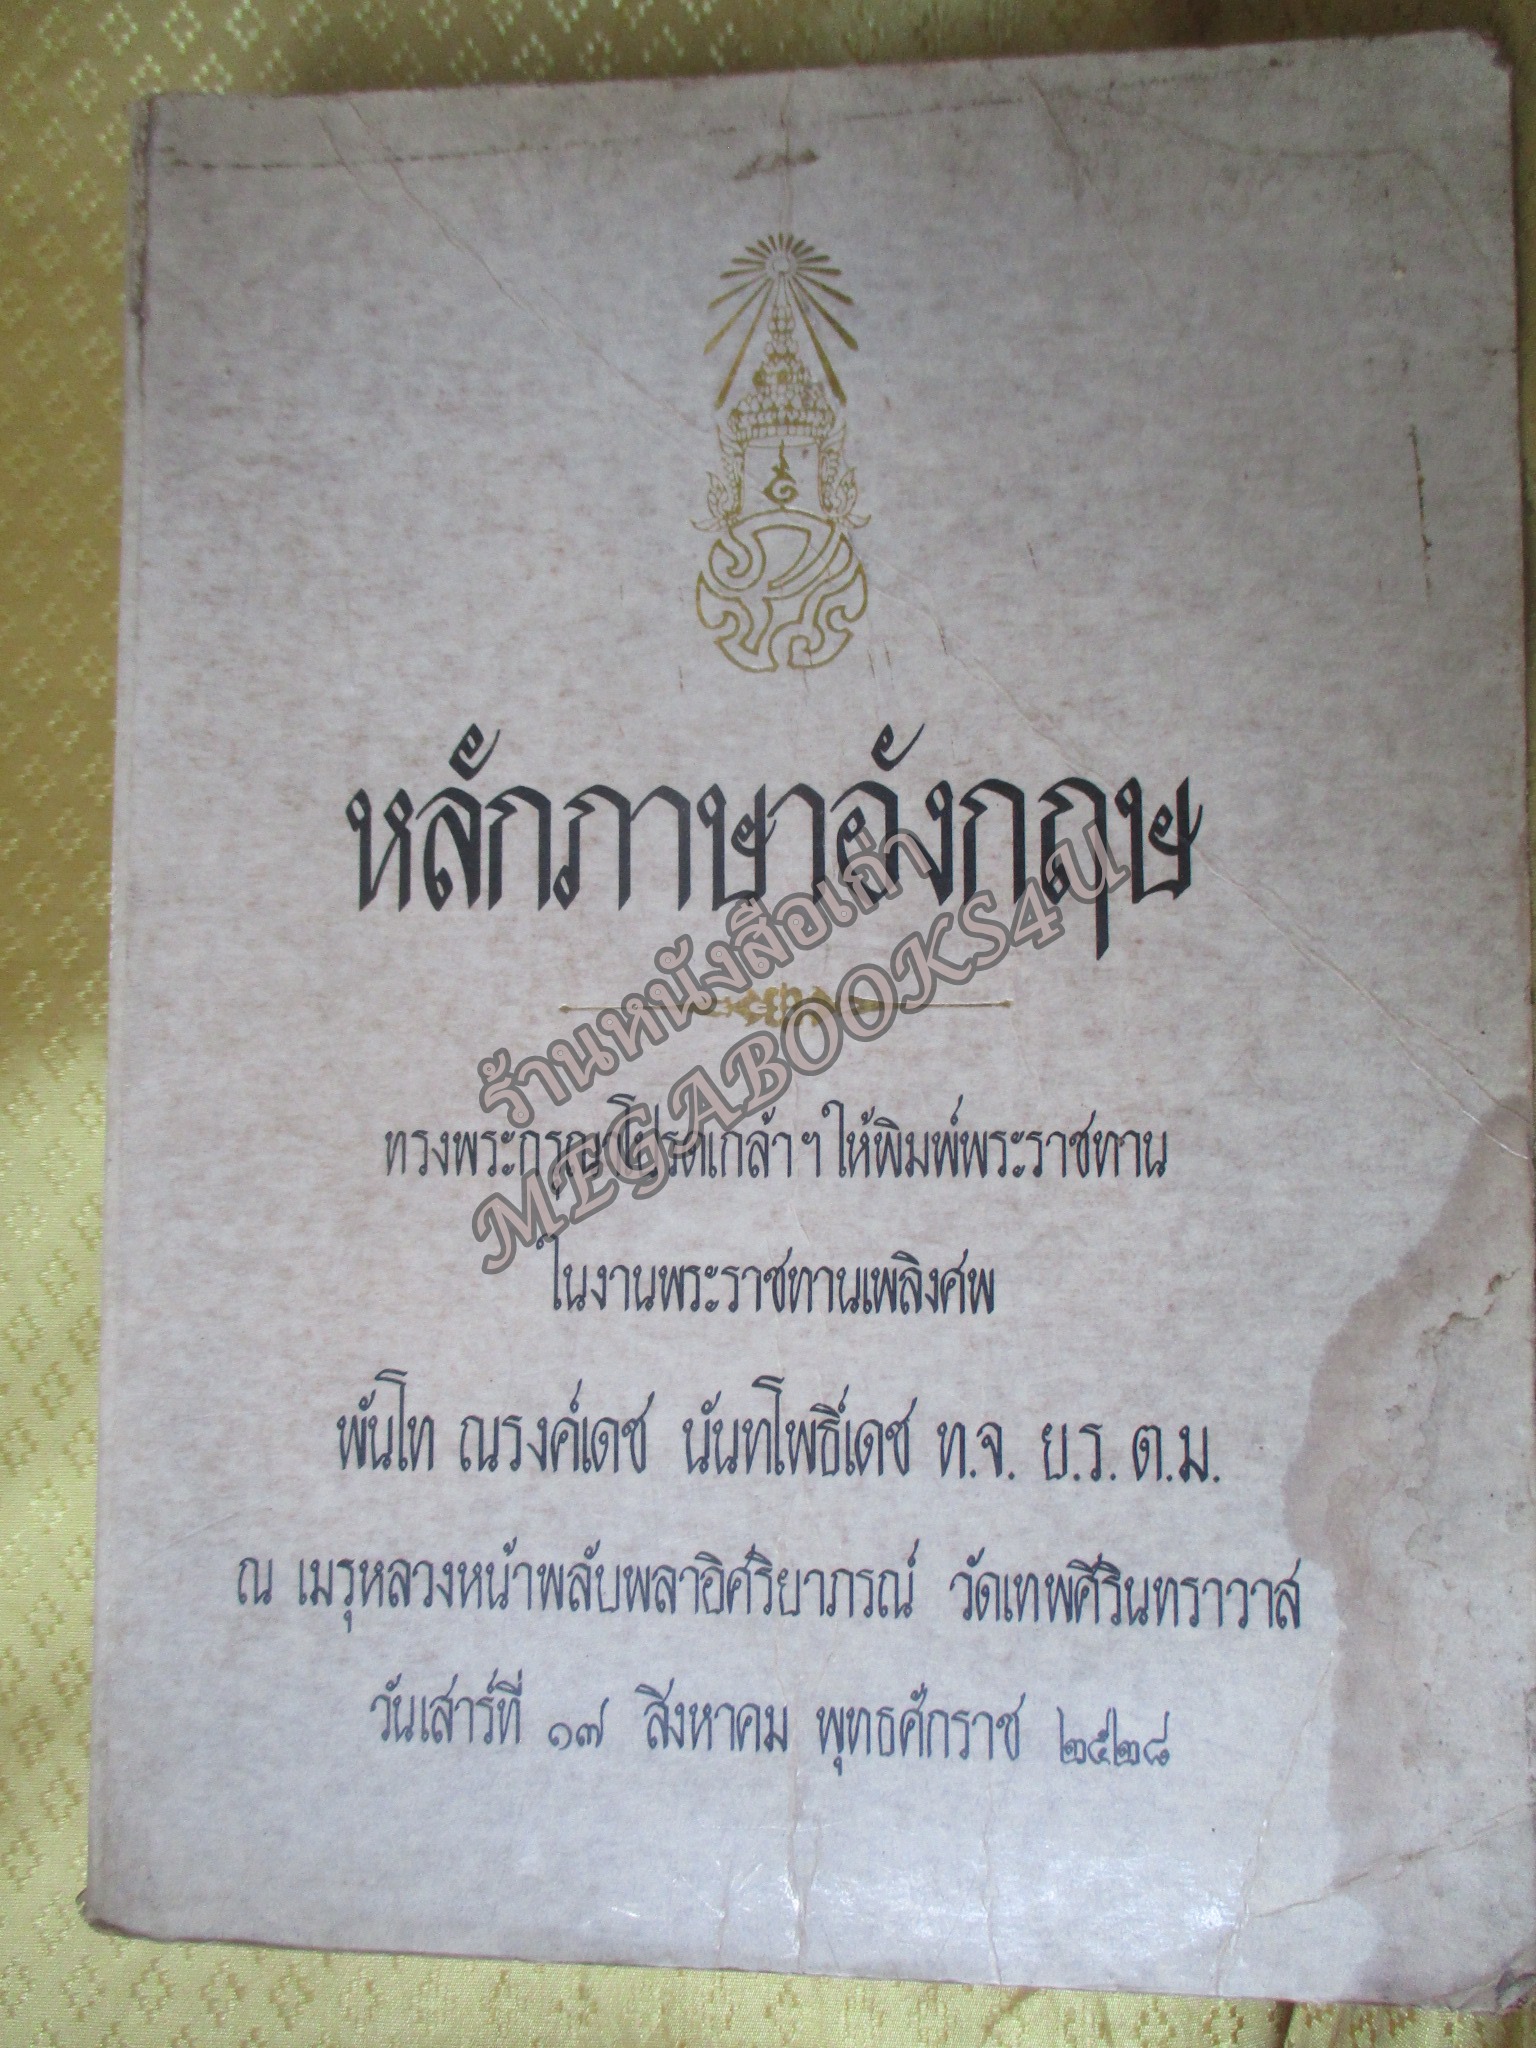 หลักภาษาอังกฤษ
ทรงพระกรุณาโปรดเกล้าฯ ให้พิมพ์พระราชทาน
ในงานพระราชทานเพลิงศพ
พันโท ณรงค์เดช นันทโพธิ์เดช ท.จ. ย.ร. ต.ม.
ณ เมรุหลวงหน้าพลับพลาอิศริยาภรณ์ วัดเทพศิรินทราวาส
วันเสาร์ที่ ๑๗ สิงหาคม พุทธศักราช ๒๕๒๘
ร้านหนังสือเก่า
MEGABOOKS4U